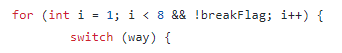 for (int i = 1; i < 8 && !breakFlag; i++) {
switch (way) {